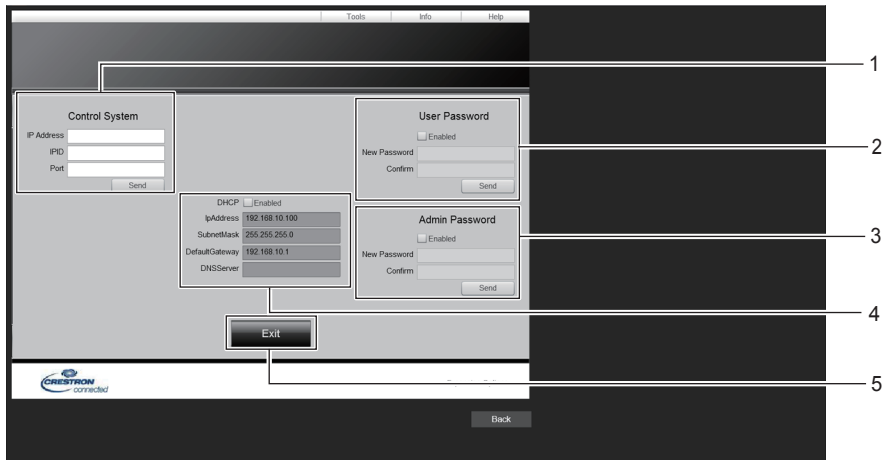 Tools Info Help
1
Control System
IP Address
IPID
Port
Send
User Password
Enabled
New Password
Confirm
Send
2
DHCP Enabled
IpAddress 192.168.10.100
SubnetMask 255.255.255.0
DefaultGateway 192.168.10.1
DNSServer
Admin Password
Enabled
New Password
Confirm
Send
3
4
Exit
5
CRESTRON
connected
Back